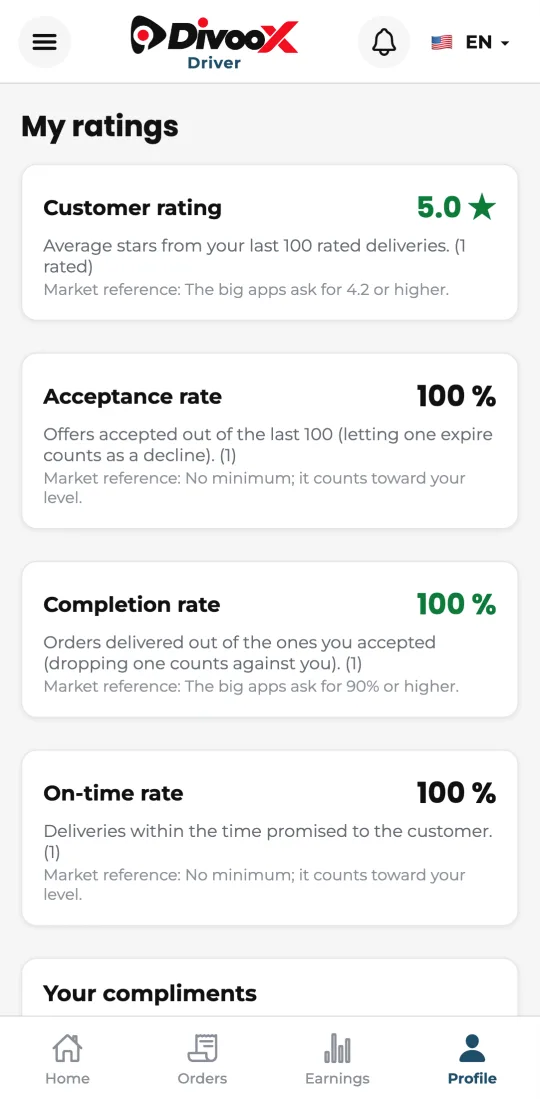 DivooX
Driver
EN
My ratings
Customer rating
5.0 ★
Average stars from your last 100 rated deliveries. (1
rated)
Market reference: The big apps ask for 4.2 or higher.
Acceptance rate
100 %
Offers accepted out of the last 100 (letting one expire
counts as a decline). (1)
Market reference: No minimum; it counts toward your
level.
Completion rate
100 %
Orders delivered out of the ones you accepted
(dropping one counts against you). (1)
Market reference: The big apps ask for 90% or higher.
On-time rate
100 %
Deliveries within the time promised to the customer.
(1)
Market reference: No minimum; it counts toward your
level.
Your compliments
Home
Orders
Earnings
Profile